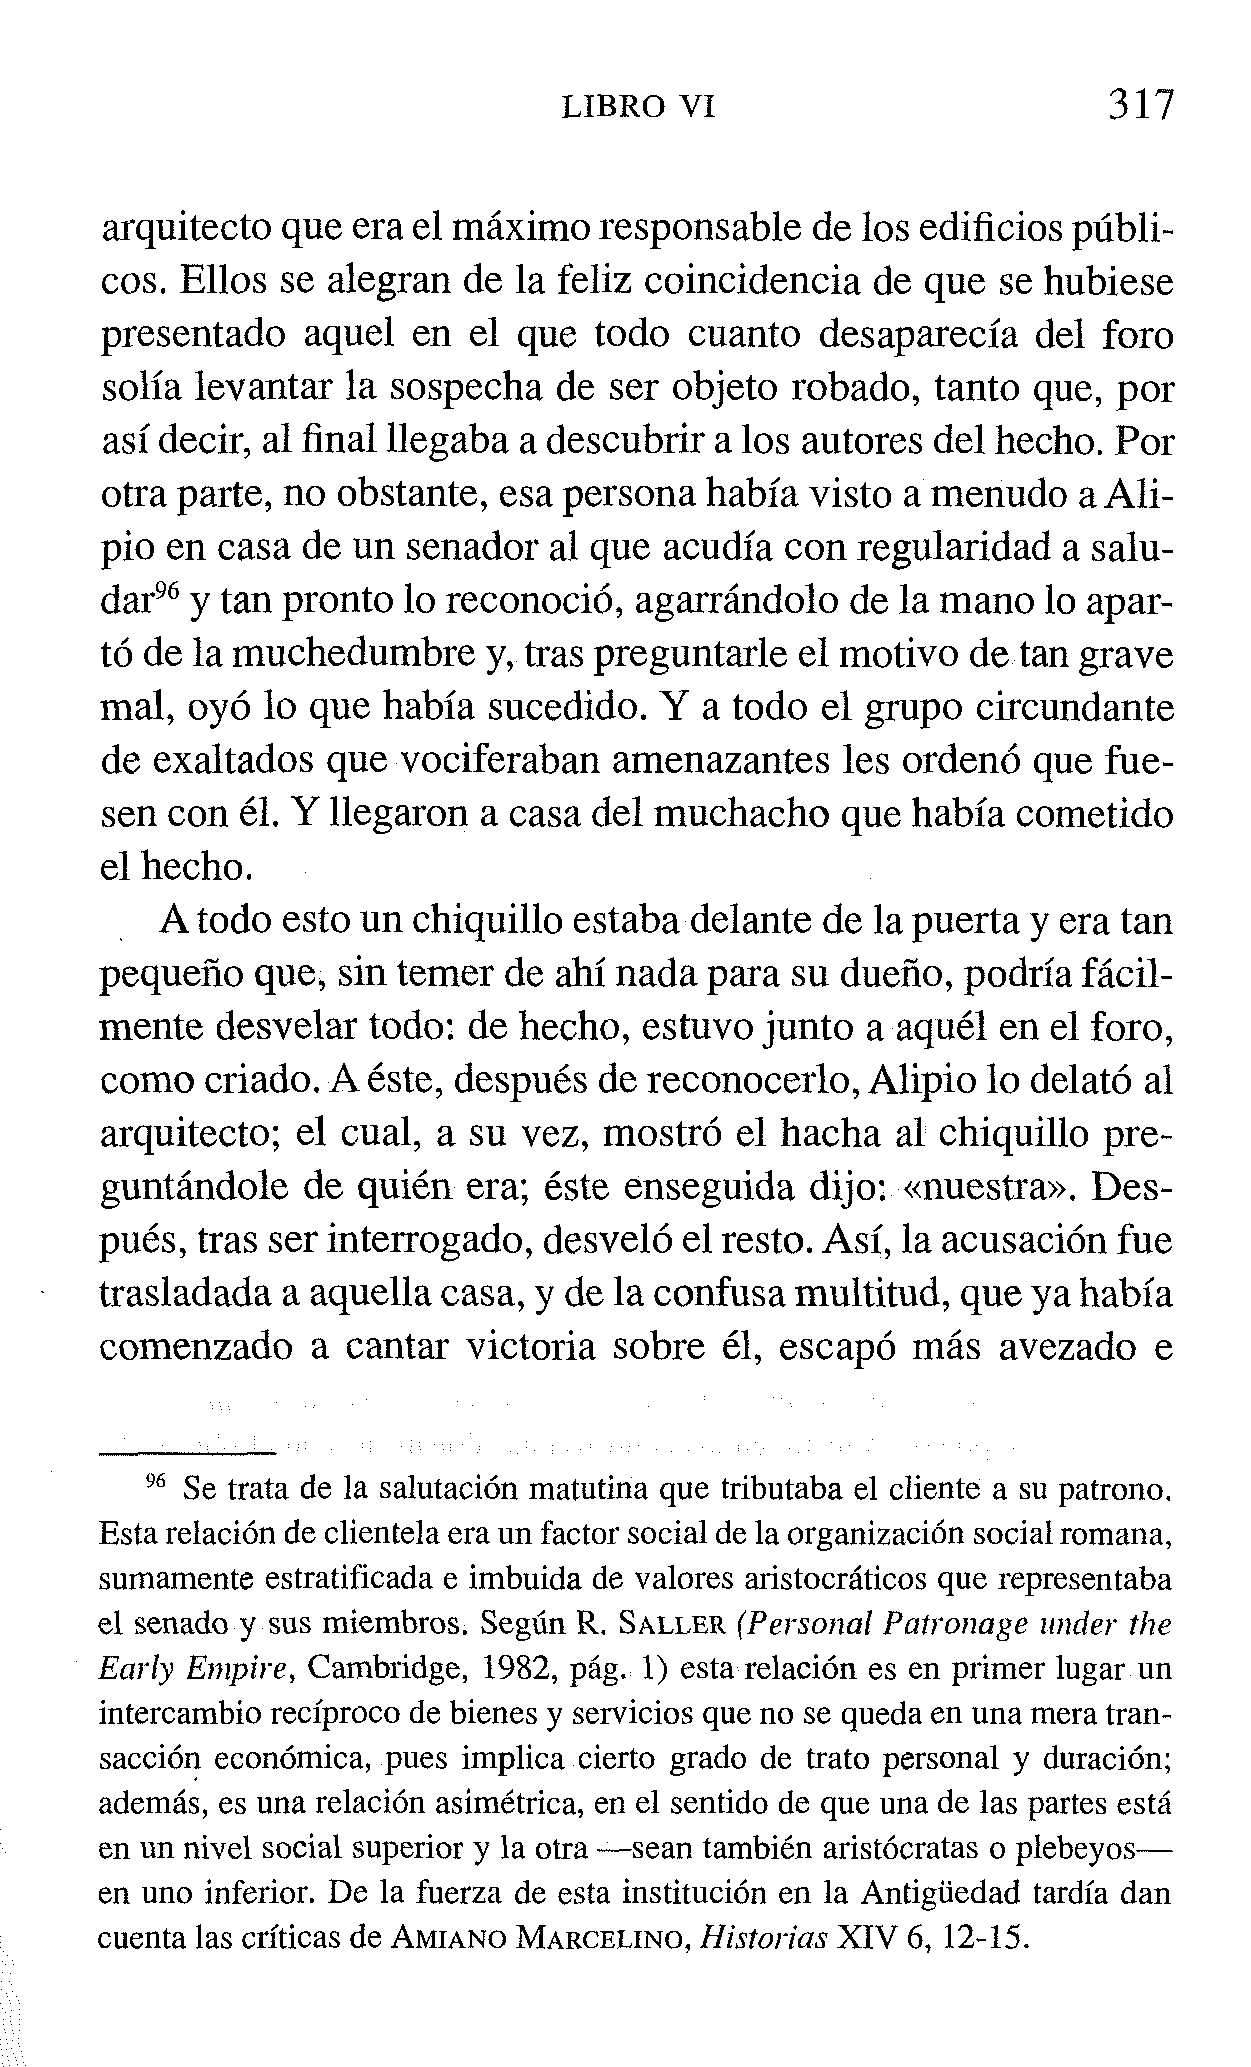 LIBRO VI 317
arquitecto que era el máximo responsable de los edificios públi-
cos. Ellos se alegran de la feliz coincidencia de que se hubiese
presentado aquel en el que todo cuanto desaparecía del foro
solía levantar la sospecha de ser objeto robado, tanto que, por
así decir, al final llegaba a descubrir a los autores del hecho. Por
otra parte, no obstante, esa persona había visto a menudo a Ali-
pio en casa de un senador al que acudía con regularidad a salu-
dar⁹⁶ y tan pronto lo reconoció, agarrándolo de la mano lo apar-
tó de la muchedumbre y, tras preguntarle el motivo de tan grave
mal, oyó lo que había sucedido. Y a todo el grupo circundante
de exaltados que vociferaban amenazantes les ordenó que fue-
sen con él. Y llegaron a casa del muchacho que había cometido
el hecho.
A todo esto un chiquillo estaba delante de la puerta y era tan
pequeño que, sin temer de ahí nada para su dueño, podría fácil-
mente desvelar todo: de hecho, estuvo junto a aquél en el foro,
como criado. A éste, después de reconocerlo, Alipio lo delató al
arquitecto; el cual, a su vez, mostró el hacha al chiquillo pre-
guntándole de quién era; éste enseguida dijo: «nuestra». Des-
pués, tras ser interrogado, desveló el resto. Así, la acusación fue
trasladada a aquella casa, y de la confusa multitud, que ya había
comenzado a cantar victoria sobre él, escapó más avezado e
⁹⁶ Se trata de la salutación matutina que tributaba el cliente a su patrono.
Esta relación de clientela era un factor social de la organización social romana,
sumamente estratificada e imbuida de valores aristocráticos que representaba
el senado y sus miembros. Según R. SALLER (Personal Patronage under the
Early Empire, Cambridge, 1982, pág. 1) esta relación es en primer lugar un
intercambio recíproco de bienes y servicios que no se queda en una mera tran-
sacción económica, pues implica cierto grado de trato personal y duración;
además, es una relación asimétrica, en el sentido de que una de las partes está
en un nivel social superior y la otra —sean también aristócratas o plebeyos—
en uno inferior. De la fuerza de esta institución en la Antigüedad tardía dan
cuenta las críticas de AMIANO MARCELINO, Historias XIV 6, 12-15.